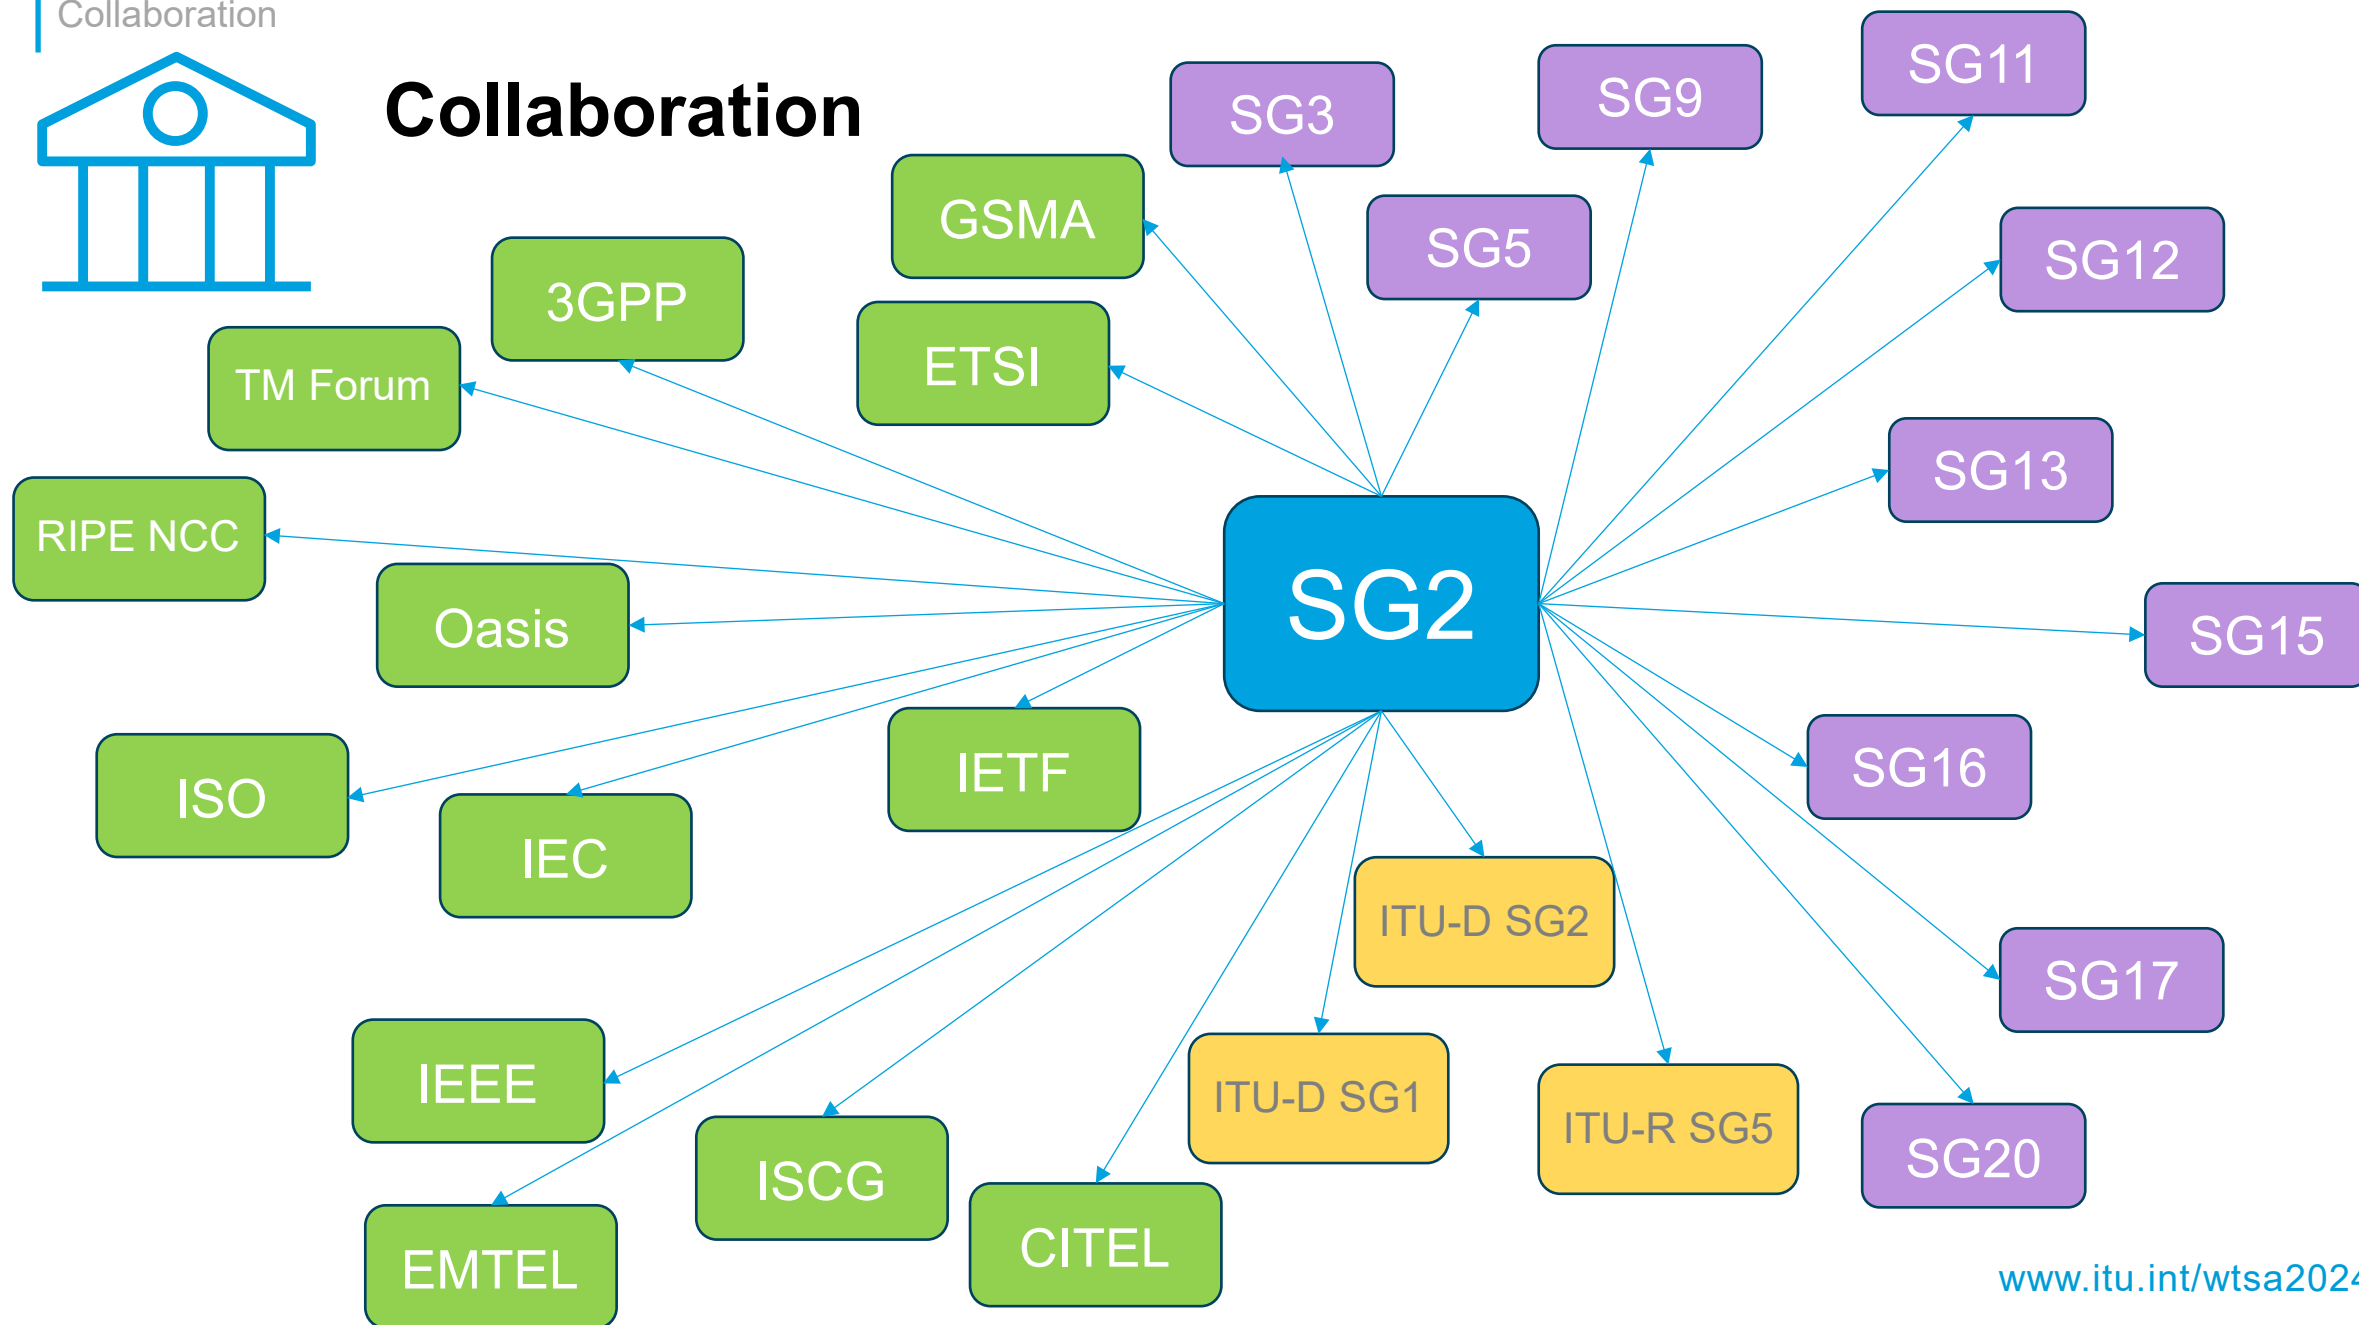 Collaboration
Collaboration
SG3
SG9
SG11
GSMA
SG5
SG12
3GPP
ETSI
TM Forum
SG13
RIPE NCC
Oasis
SG2
SG15
ISO
IEC
IETF
SG16
ITU-D SG2
SG17
IEEE
ITU-D SG1
ITU-R SG5
SG20
ISCG
EMTEL
CITEL
www.itu.int/wtsa2024